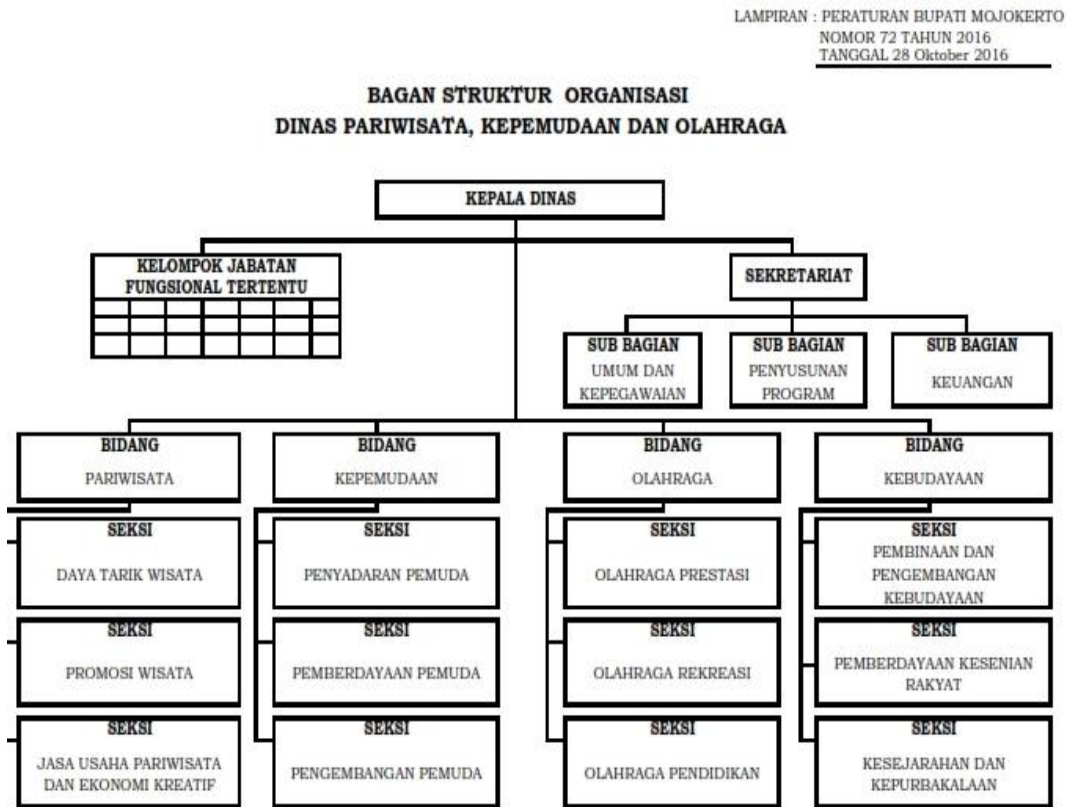 LAMPIRAN : PERATURAN BUPATI MOJOKERTO
NOMOR 72 TAHUN 2016
TANGGAL 28 Oktober 2016
BAGAN STRUKTUR ORGANISASI
DINAS PARIWISATA, KEPEMUDAAN DAN OLAHRAGA
KEPALA DINAS
KELOMPOK JABATAN
FUNGSIONAL TERTENTU
SEKRETARIAT
SUB BAGIAN
UMUM DAN
KEPEGAWAIAN
SUB BAGIAN
PENYUSUNAN
PROGRAM
SUB BAGIAN
KEUANGAN
BIDANG
PARIWISATA
BIDANG
KEPEMUDAAN
BIDANG
OLAHRAGA
BIDANG
KEBUDAYAAN
SEKSI
DAYA TARIK WISATA
SEKSI
PENYADARAN PEMUDA
SEKSI
OLAHRAGA PRESTASI
SEKSI
PEMBINAAN DAN
PENGEMBANGAN
KEBUDAYAAN
SEKSI
PROMOSI WISATA
SEKSI
PEMBERDAYAAN PEMUDA
SEKSI
OLAHRAGA REKREASI
SEKSI
PEMBERDAYAAN KESENIAN
RAKYAT
SEKSI
JASA USAHA PARIWISATA
DAN EKONOMI KREATIF
SEKSI
PENGEMBANGAN PEMUDA
SEKSI
OLAHRAGA PENDIDIKAN
SEKSI
KESEJARAHAN DAN
KEPURBAKALAAN